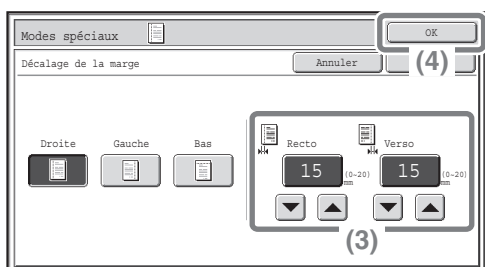 Modes spéciaux
OK
Décalage de la marge
Annuler
(4)
Droite
Gauche
Bas
Recto
Verso
15
(0~20)
mm
15
(0~20)
mm
(3)